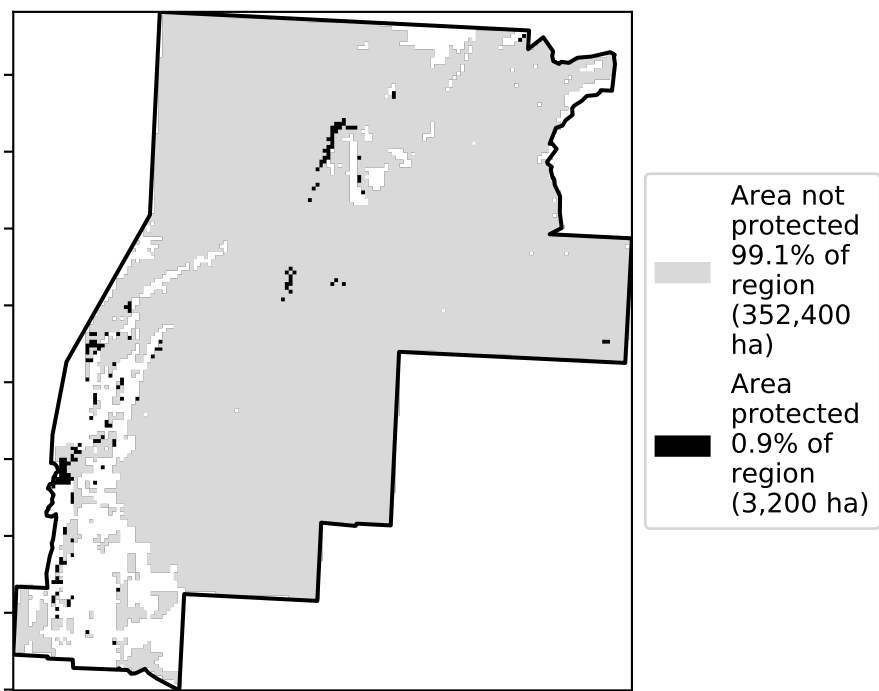 Area not
protected
99.1% of
region
(352,400
ha)
Area
protected
0.9% of
region
(3,200 ha)